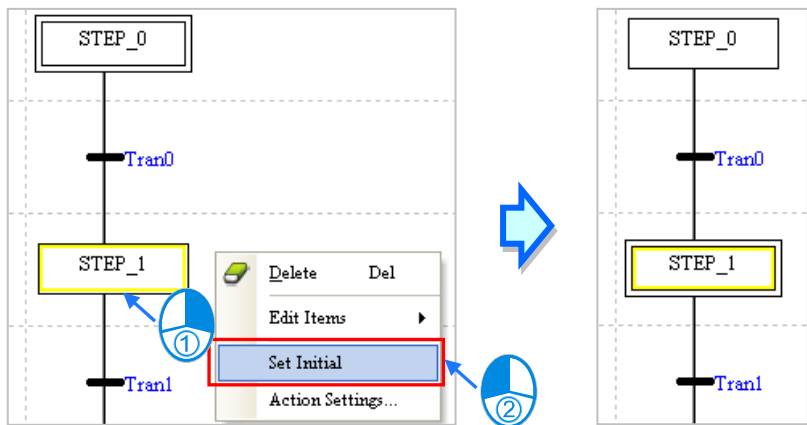 STEP_0
Tran0
STEP_1
①
Delete Del
Edit Items
Set Initial
Action Settings...
②
Tran1
STEP_0
Tran0
STEP_1
Tran1